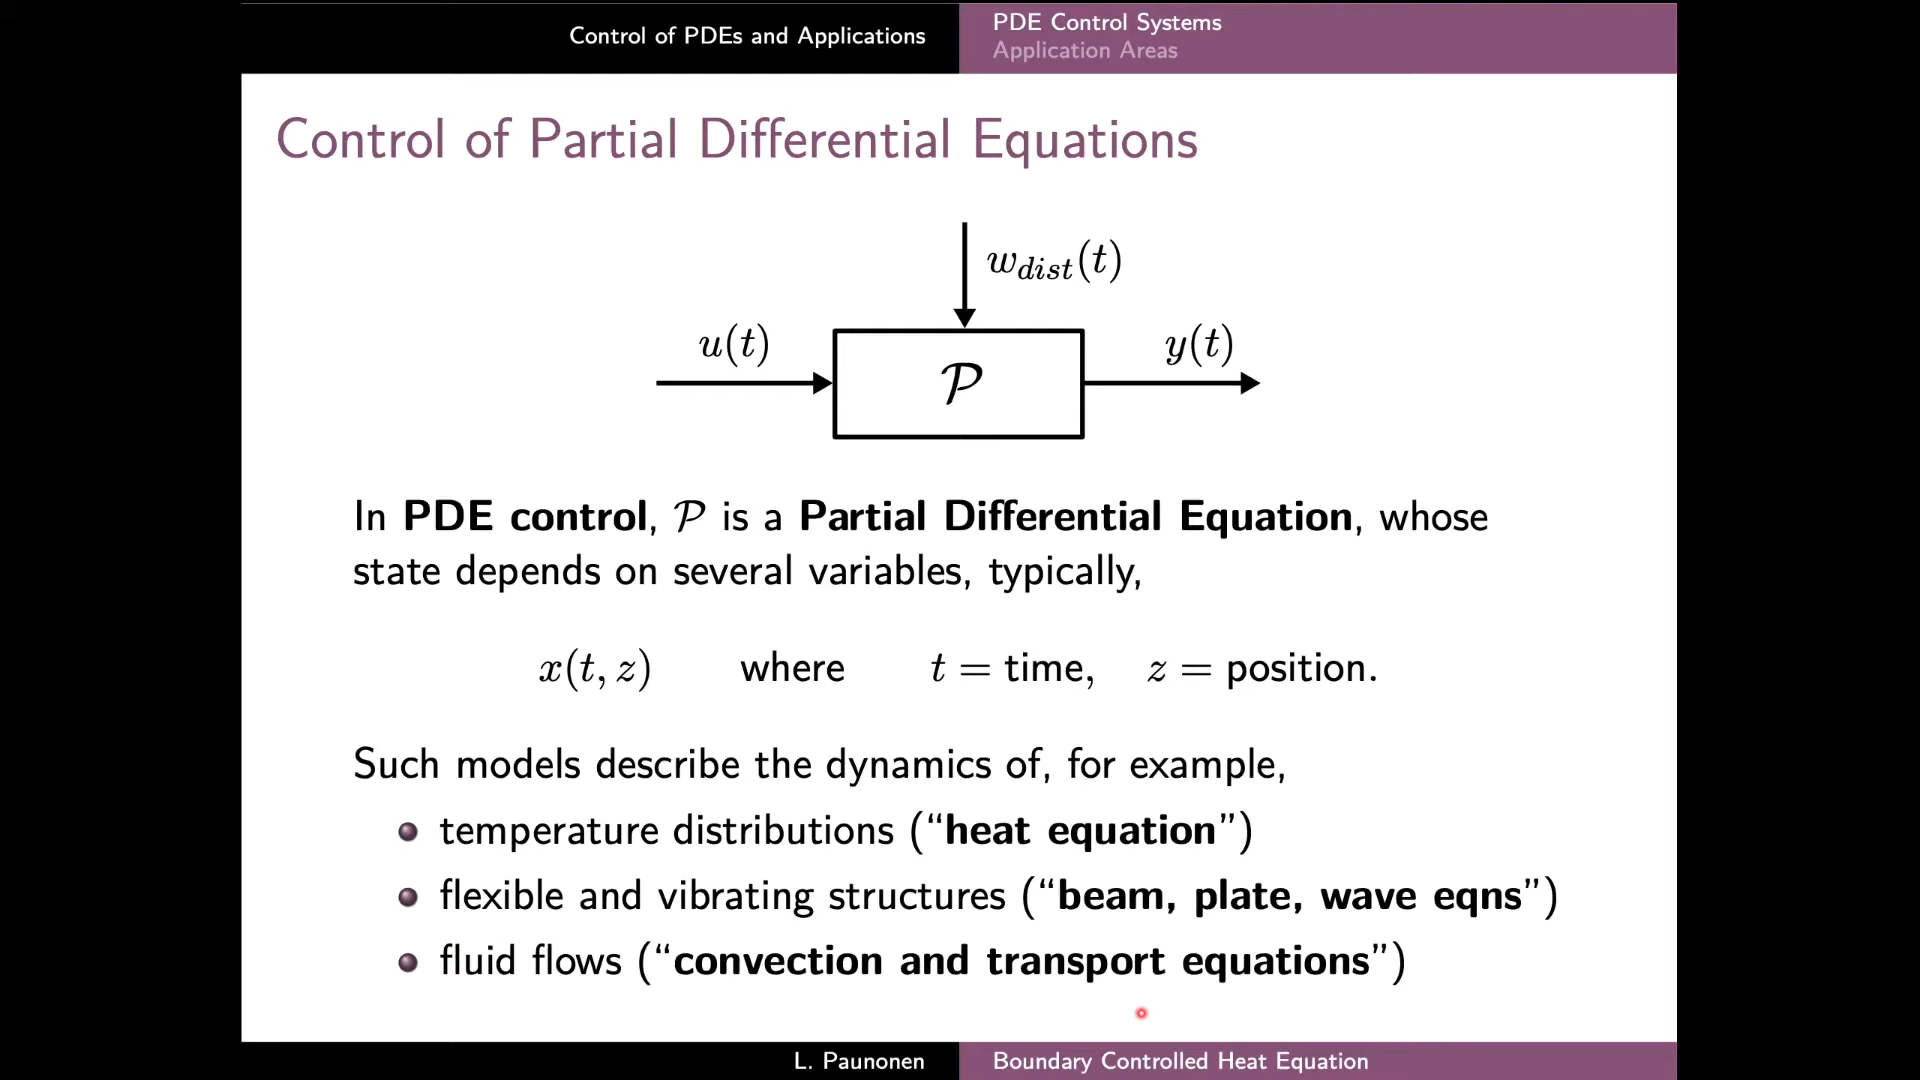 Control of PDEs and Applications
PDE Control Systems
Application Areas
Control of Partial Differential Equations
w_{dist}(t)
u(t)
y(t)
𝒫
In PDE control, 𝒫 is a Partial Differential Equation, whose
state depends on several variables, typically,
x(t, z) where t = time, z = position.
Such models describe the dynamics of, for example,
temperature distributions (“heat equation”)
flexible and vibrating structures (“beam, plate, wave eqns”)
fluid flows (“convection and transport equations”)
L. Paunonen
Boundary Controlled Heat Equation